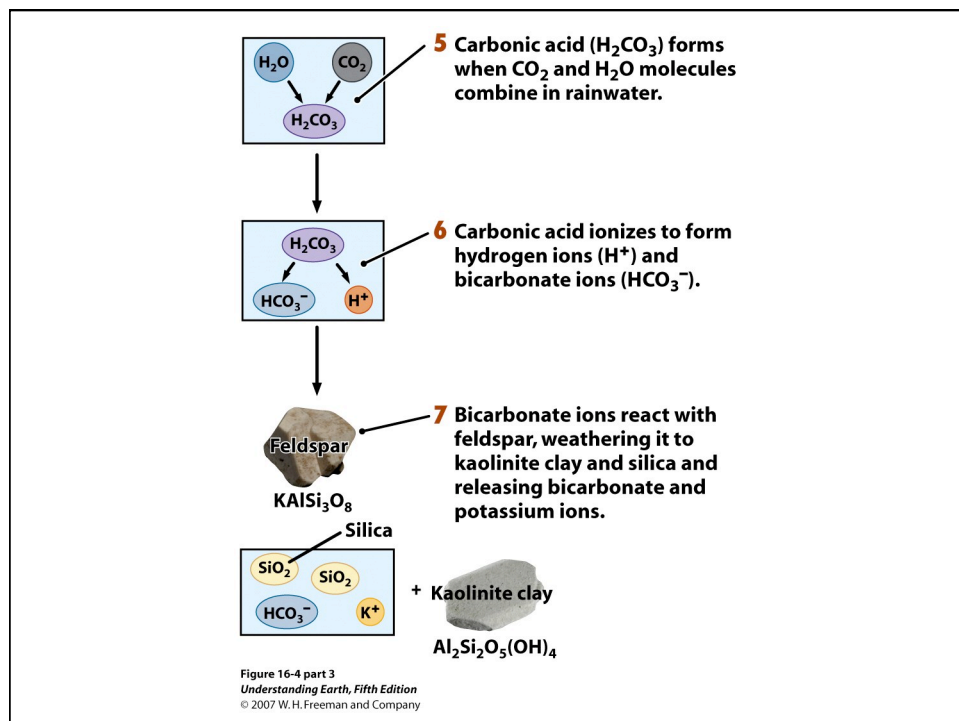 H₂O
CO₂
H₂CO₃
5 Carbonic acid (H₂CO₃) forms
when CO₂ and H₂O molecules
combine in rainwater.
H₂CO₃
HCO₃⁻
H⁺
6 Carbonic acid ionizes to form
hydrogen ions (H⁺) and
bicarbonate ions (HCO₃⁻).
Feldspar
KAlSi₃O₈
7 Bicarbonate ions react with
feldspar, weathering it to
kaolinite clay and silica and
releasing bicarbonate and
potassium ions.
Silica
SiO₂
SiO₂
HCO₃⁻
K⁺
+ Kaolinite clay
Al₂Si₂O₅(OH)₄
Figure 16-4 part 3
Understanding Earth, Fifth Edition
© 2007 W. H. Freeman and Company